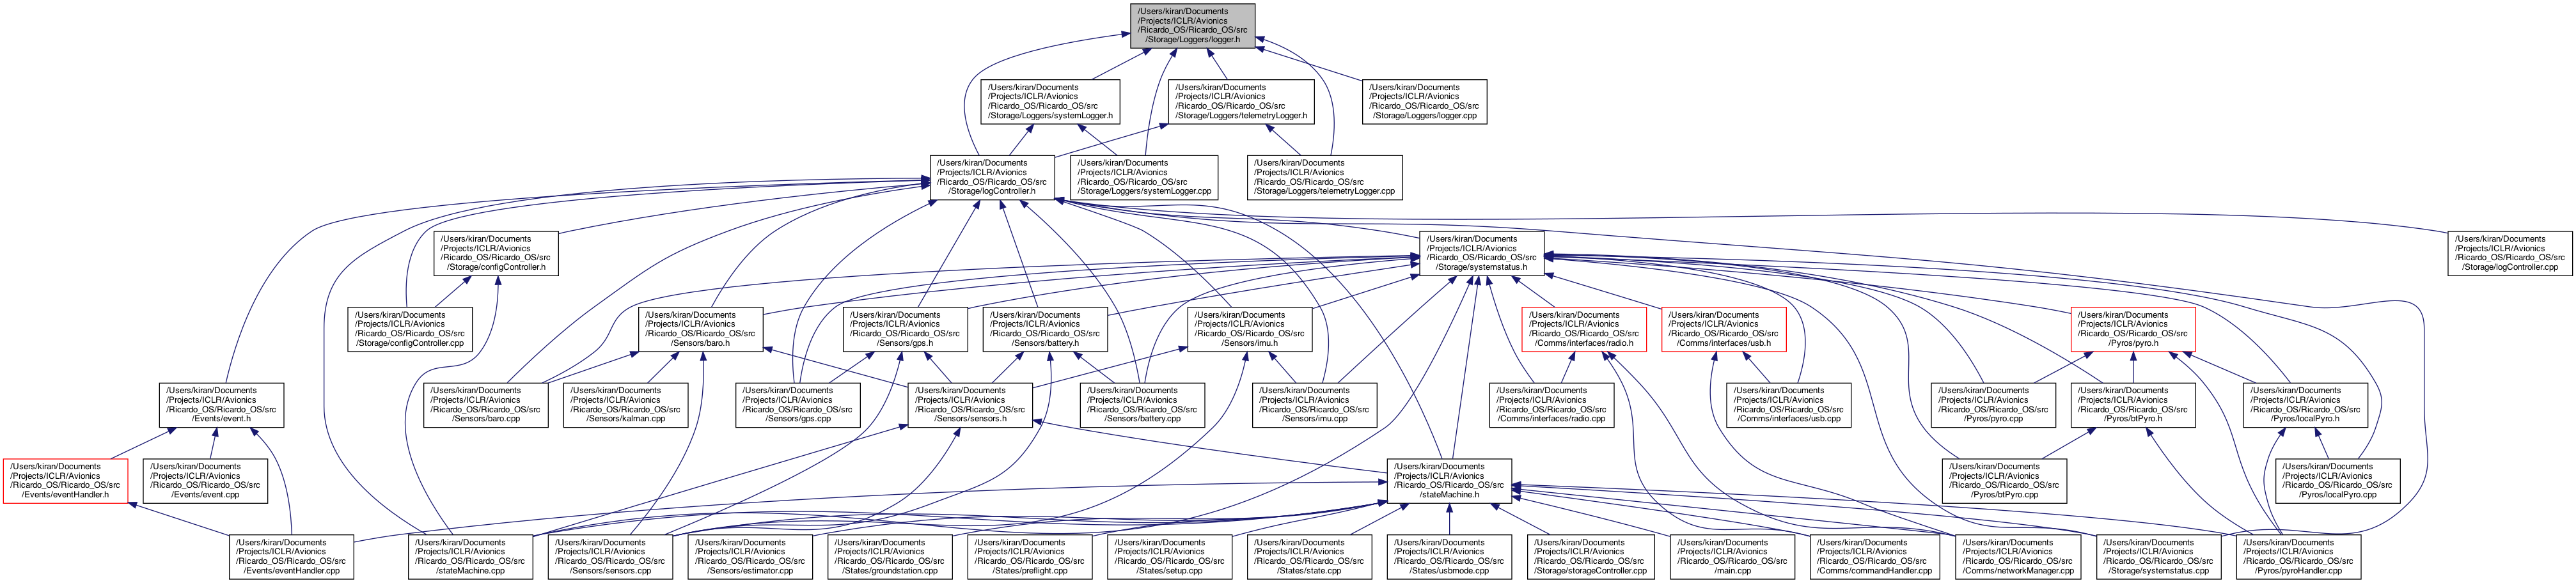 /Users/kiran/Documents
/Projects/ICLR/Avionics
/Ricardo_OS/Ricardo_OS/src
/Storage/Loggers/logger.h
/Users/kiran/Documents
/Projects/ICLR/Avionics
/Ricardo_OS/Ricardo_OS/src
/Storage/Loggers/systemLogger.h
/Users/kiran/Documents
/Projects/ICLR/Avionics
/Ricardo_OS/Ricardo_OS/src
/Storage/Loggers/telemetryLogger.h
/Users/kiran/Documents
/Projects/ICLR/Avionics
/Ricardo_OS/Ricardo_OS/src
/Storage/Loggers/logger.cpp
/Users/kiran/Documents
/Projects/ICLR/Avionics
/Ricardo_OS/Ricardo_OS/src
/Storage/logController.h
/Users/kiran/Documents
/Projects/ICLR/Avionics
/Ricardo_OS/Ricardo_OS/src
/Storage/Loggers/systemLogger.cpp
/Users/kiran/Documents
/Projects/ICLR/Avionics
/Ricardo_OS/Ricardo_OS/src
/Storage/Loggers/telemetryLogger.cpp
/Users/kiran/Documents
/Projects/ICLR/Avionics
/Ricardo_OS/Ricardo_OS/src
/Storage/configController.h
/Users/kiran/Documents
/Projects/ICLR/Avionics
/Ricardo_OS/Ricardo_OS/src
/Storage/systemstatus.h
/Users/kiran/Documents
/Projects/ICLR/Avionics
/Ricardo_OS/Ricardo_OS/src
/Storage/logController.cpp
/Users/kiran/Documents
/Projects/ICLR/Avionics
/Ricardo_OS/Ricardo_OS/src
/Storage/configController.cpp
/Users/kiran/Documents
/Projects/ICLR/Avionics
/Ricardo_OS/Ricardo_OS/src
/Sensors/baro.h
/Users/kiran/Documents
/Projects/ICLR/Avionics
/Ricardo_OS/Ricardo_OS/src
/Sensors/gps.h
/Users/kiran/Documents
/Projects/ICLR/Avionics
/Ricardo_OS/Ricardo_OS/src
/Sensors/battery.h
/Users/kiran/Documents
/Projects/ICLR/Avionics
/Ricardo_OS/Ricardo_OS/src
/Sensors/imu.h
/Users/kiran/Documents
/Projects/ICLR/Avionics
/Ricardo_OS/Ricardo_OS/src
/Comms/interfaces/radio.h
/Users/kiran/Documents
/Projects/ICLR/Avionics
/Ricardo_OS/Ricardo_OS/src
/Comms/interfaces/usb.h
/Users/kiran/Documents
/Projects/ICLR/Avionics
/Ricardo_OS/Ricardo_OS/src
/Pyros/pyro.h
/Users/kiran/Documents
/Projects/ICLR/Avionics
/Ricardo_OS/Ricardo_OS/src
/Events/event.h
/Users/kiran/Documents
/Projects/ICLR/Avionics
/Ricardo_OS/Ricardo_OS/src
/Sensors/baro.cpp
/Users/kiran/Documents
/Projects/ICLR/Avionics
/Ricardo_OS/Ricardo_OS/src
/Sensors/kalman.cpp
/Users/kiran/Documents
/Projects/ICLR/Avionics
/Ricardo_OS/Ricardo_OS/src
/Sensors/gps.cpp
/Users/kiran/Documents
/Projects/ICLR/Avionics
/Ricardo_OS/Ricardo_OS/src
/Sensors/sensors.h
/Users/kiran/Documents
/Projects/ICLR/Avionics
/Ricardo_OS/Ricardo_OS/src
/Sensors/battery.cpp
/Users/kiran/Documents
/Projects/ICLR/Avionics
/Ricardo_OS/Ricardo_OS/src
/Sensors/imu.cpp
/Users/kiran/Documents
/Projects/ICLR/Avionics
/Ricardo_OS/Ricardo_OS/src
/Comms/interfaces/radio.cpp
/Users/kiran/Documents
/Projects/ICLR/Avionics
/Ricardo_OS/Ricardo_OS/src
/Comms/interfaces/usb.cpp
/Users/kiran/Documents
/Projects/ICLR/Avionics
/Ricardo_OS/Ricardo_OS/src
/Pyros/pyro.cpp
/Users/kiran/Documents
/Projects/ICLR/Avionics
/Ricardo_OS/Ricardo_OS/src
/Pyros/btPyro.h
/Users/kiran/Documents
/Projects/ICLR/Avionics
/Ricardo_OS/Ricardo_OS/src
/Pyros/localPyro.h
/Users/kiran/Documents
/Projects/ICLR/Avionics
/Ricardo_OS/Ricardo_OS/src
/Events/eventHandler.h
/Users/kiran/Documents
/Projects/ICLR/Avionics
/Ricardo_OS/Ricardo_OS/src
/Events/event.cpp
/Users/kiran/Documents
/Projects/ICLR/Avionics
/Ricardo_OS/Ricardo_OS/src
/stateMachine.h
/Users/kiran/Documents
/Projects/ICLR/Avionics
/Ricardo_OS/Ricardo_OS/src
/Pyros/btPyro.cpp
/Users/kiran/Documents
/Projects/ICLR/Avionics
/Ricardo_OS/Ricardo_OS/src
/Pyros/localPyro.cpp
/Users/kiran/Documents
/Projects/ICLR/Avionics
/Ricardo_OS/Ricardo_OS/src
/Events/eventHandler.cpp
/Users/kiran/Documents
/Projects/ICLR/Avionics
/Ricardo_OS/Ricardo_OS/src
/stateMachine.cpp
/Users/kiran/Documents
/Projects/ICLR/Avionics
/Ricardo_OS/Ricardo_OS/src
/Sensors/sensors.cpp
/Users/kiran/Documents
/Projects/ICLR/Avionics
/Ricardo_OS/Ricardo_OS/src
/Sensors/estimator.cpp
/Users/kiran/Documents
/Projects/ICLR/Avionics
/Ricardo_OS/Ricardo_OS/src
/States/groundstation.cpp
/Users/kiran/Documents
/Projects/ICLR/Avionics
/Ricardo_OS/Ricardo_OS/src
/States/preflight.cpp
/Users/kiran/Documents
/Projects/ICLR/Avionics
/Ricardo_OS/Ricardo_OS/src
/States/setup.cpp
/Users/kiran/Documents
/Projects/ICLR/Avionics
/Ricardo_OS/Ricardo_OS/src
/States/state.cpp
/Users/kiran/Documents
/Projects/ICLR/Avionics
/Ricardo_OS/Ricardo_OS/src
/States/usbmode.cpp
/Users/kiran/Documents
/Projects/ICLR/Avionics
/Ricardo_OS/Ricardo_OS/src
/Storage/storageController.cpp
/Users/kiran/Documents
/Projects/ICLR/Avionics
/Ricardo_OS/Ricardo_OS/src
/main.cpp
/Users/kiran/Documents
/Projects/ICLR/Avionics
/Ricardo_OS/Ricardo_OS/src
/Comms/commandHandler.cpp
/Users/kiran/Documents
/Projects/ICLR/Avionics
/Ricardo_OS/Ricardo_OS/src
/Comms/networkManager.cpp
/Users/kiran/Documents
/Projects/ICLR/Avionics
/Ricardo_OS/Ricardo_OS/src
/Storage/systemstatus.cpp
/Users/kiran/Documents
/Projects/ICLR/Avionics
/Ricardo_OS/Ricardo_OS/src
/Pyros/pyroHandler.cpp